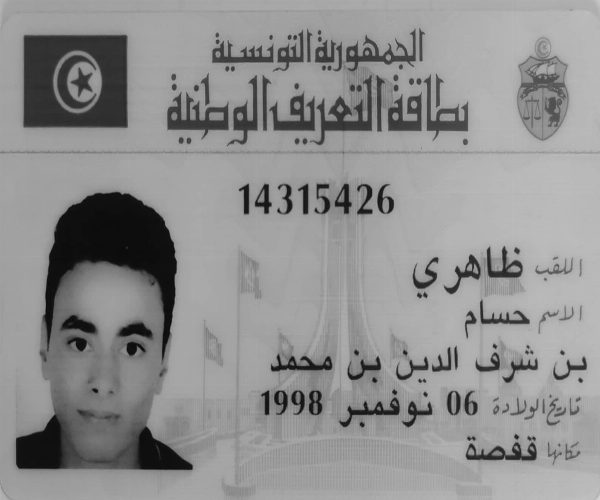 الجمهورية التونسية
بطاقة التعريف الوطنية
14315426
اللقب ظاهري
الاسم حسام
بن شرف الدين بن محمد
تاريخ الولادة 06 نوفمبر 1998
مكانها قفصة